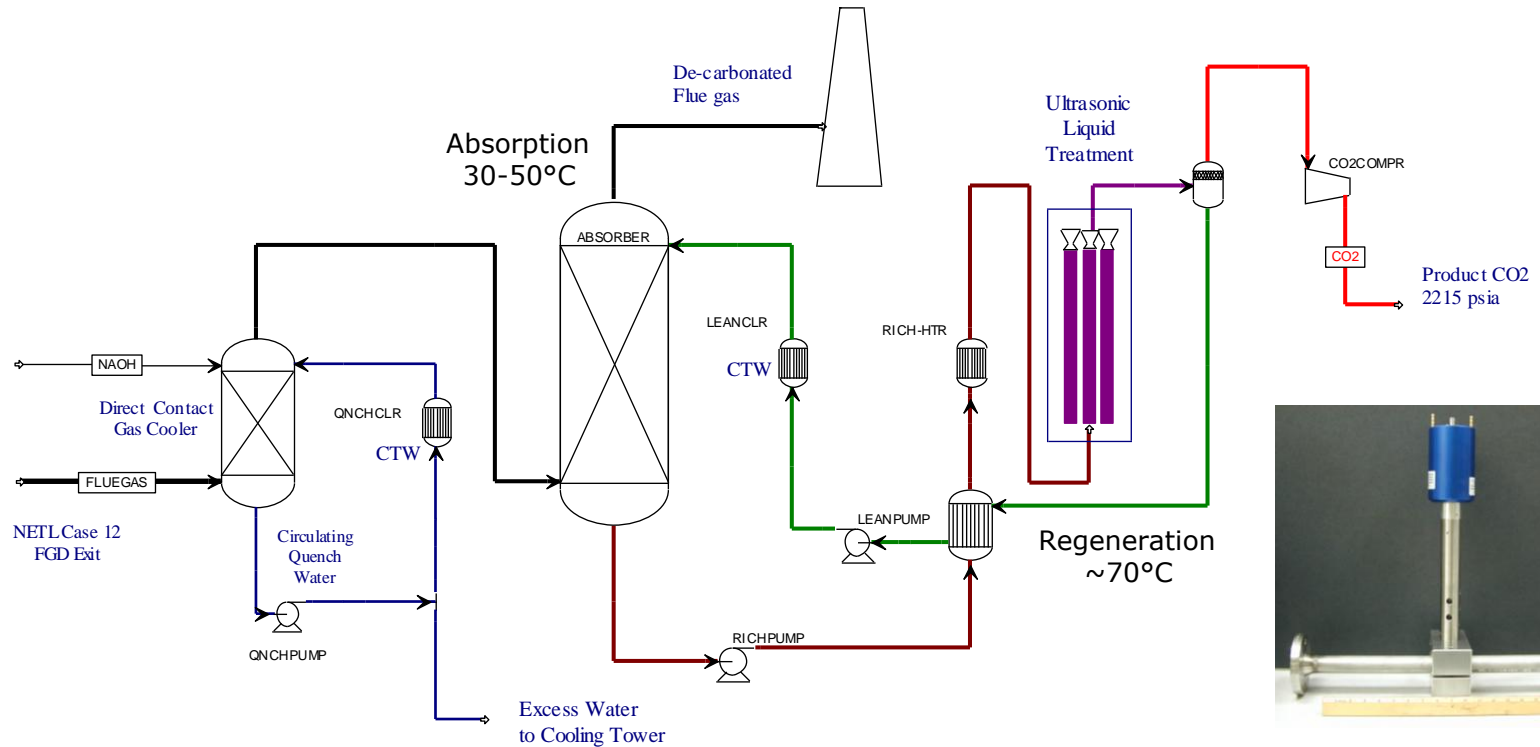 De-carbonated
Flue gas
Absorption
30-50°C
Ultrasonic
Liquid
Treatment
CO2COMPR
ABSORBER
CO2
Product CO2
2215 psia
LEANCLR
CTW
RICH-HTR
NAOH
Direct Contact
Gas Cooler
QNCHCLR
CTW
FLUEGAS
NETL Case 12
FGD Exit
Circulating
Quench
Water
LEANPUMP
Regeneration
~70°C
RICHPUMP
QNCHPUMP
Excess Water
to Cooling Tower